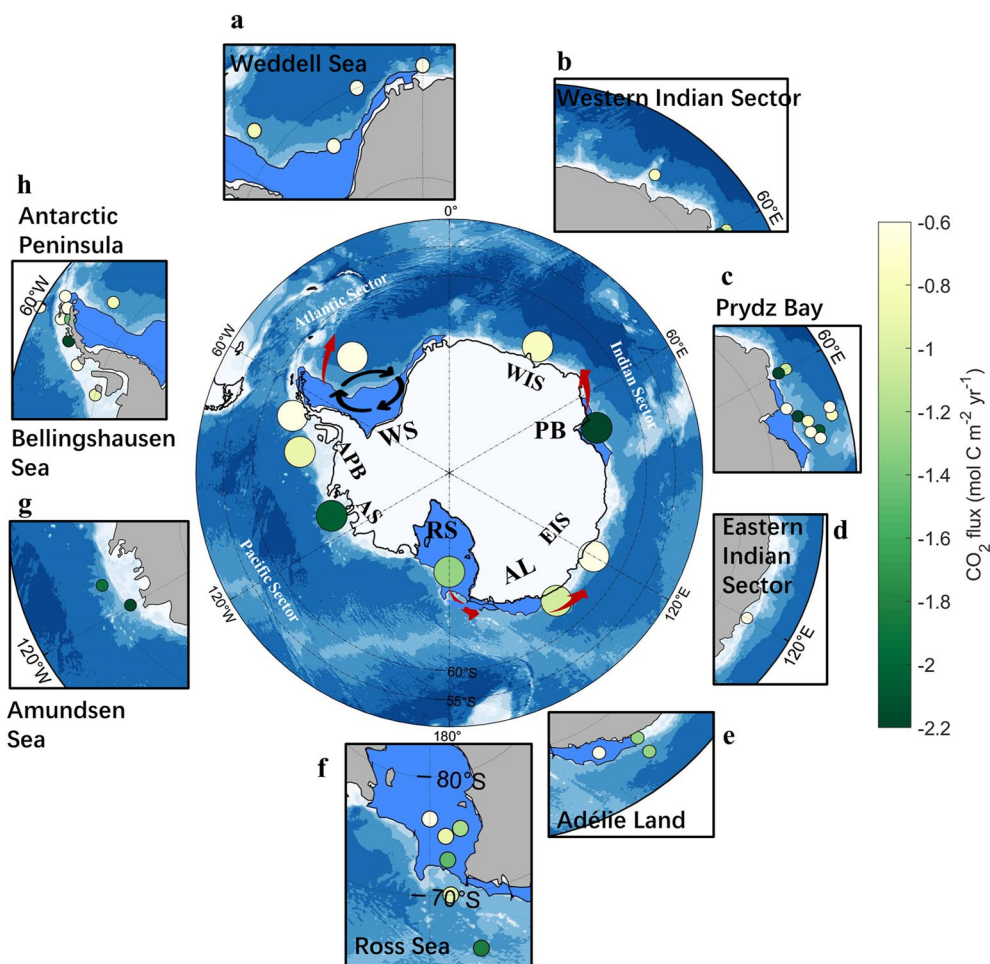 a
Weddell Sea
b
Western Indian Sector
60°E
h
Antarctic
Peninsula
60°W
Bellingshausen
Sea
0°
Atlantic Sector
60°W
60°E
Indian Sector
WIS
WS
PB
APB
AS
RS
EIS
AL
Pacific Sector
120°W
120°E
60°S
55°S
180°
c
Prydz Bay
60°E
-0.6
-0.8
-1
-1.2
-1.4
-1.6
-1.8
-2
-2.2
CO2 flux (mol C m−2 yr−1)
g
120°W
Amundsen
Sea
Eastern
Indian
Sector
d
120°E
e
Adélie Land
f
80°S
70°S
Ross Sea